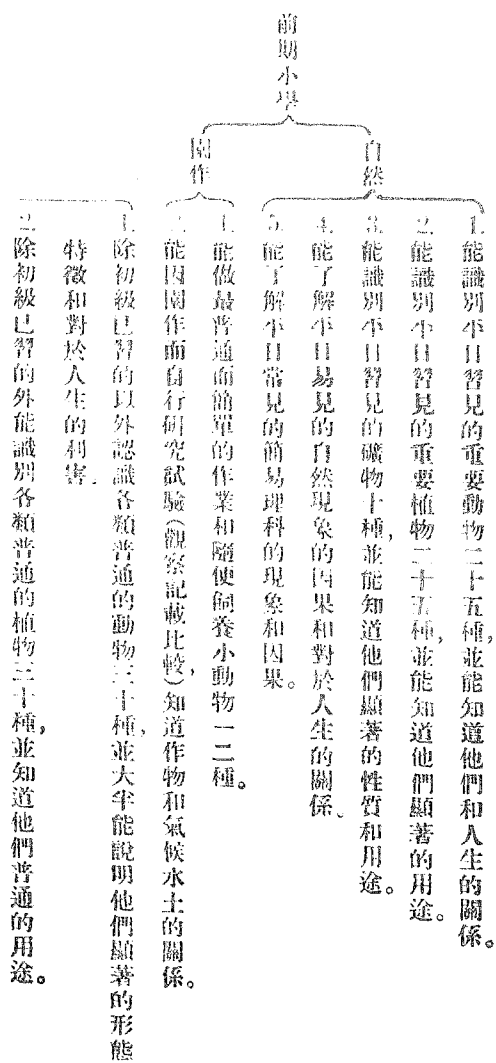 前期小學
自然
1. 能識別平日習見的重要動物二十五種，並能知道他們和人生的關係。
2. 能識別平日習見的重要植物二十五種，並能知道他們顯著的用途。
3. 能識別平日習見的礦物十種，並能知道他們顯著的性質和用途。
4. 能了解平日易見的自然現象的因果和對於人生的關係。
5. 能了解平日常見的簡易理科的現象和因果。
園作
1. 能做最普通而簡單的作業和隨便飼養小動物一二種。
2. 能因園作而自行研究試驗(觀察記載比較)，知道作物和氣候水土的關係。
1. 除初級已習的以外認識各類普通的動物三十種，並大半能說明他們顯著的形態
特徵和對於人生的利害。
2. 除初級已習的外能識別各類普通的植物三十種，並知道他們普通的用途。